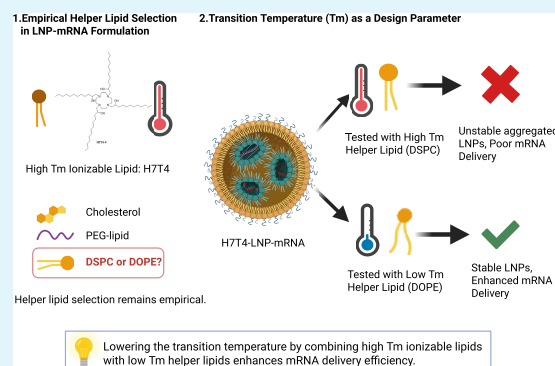 1.Empirical Helper Lipid Selection
in LNP-mRNA Formulation
High Tm Ionizable Lipid: H7T4
Cholesterol
PEG-lipid
DSPC or DOPE?
Helper lipid selection remains empirical.
2.Transition Temperature (Tm) as a Design Parameter
H7T4-LNP-mRNA
Tested with High Tm
Helper Lipid (DSPC)
Unstable aggregated
LNPs, Poor mRNA
Delivery
Tested with Low Tm
Helper Lipid (DOPE)
Stable LNPs,
Enhanced mRNA
Delivery
Lowering the transition temperature by combining high Tm ionizable lipids
with low Tm helper lipids enhances mRNA delivery efficiency.